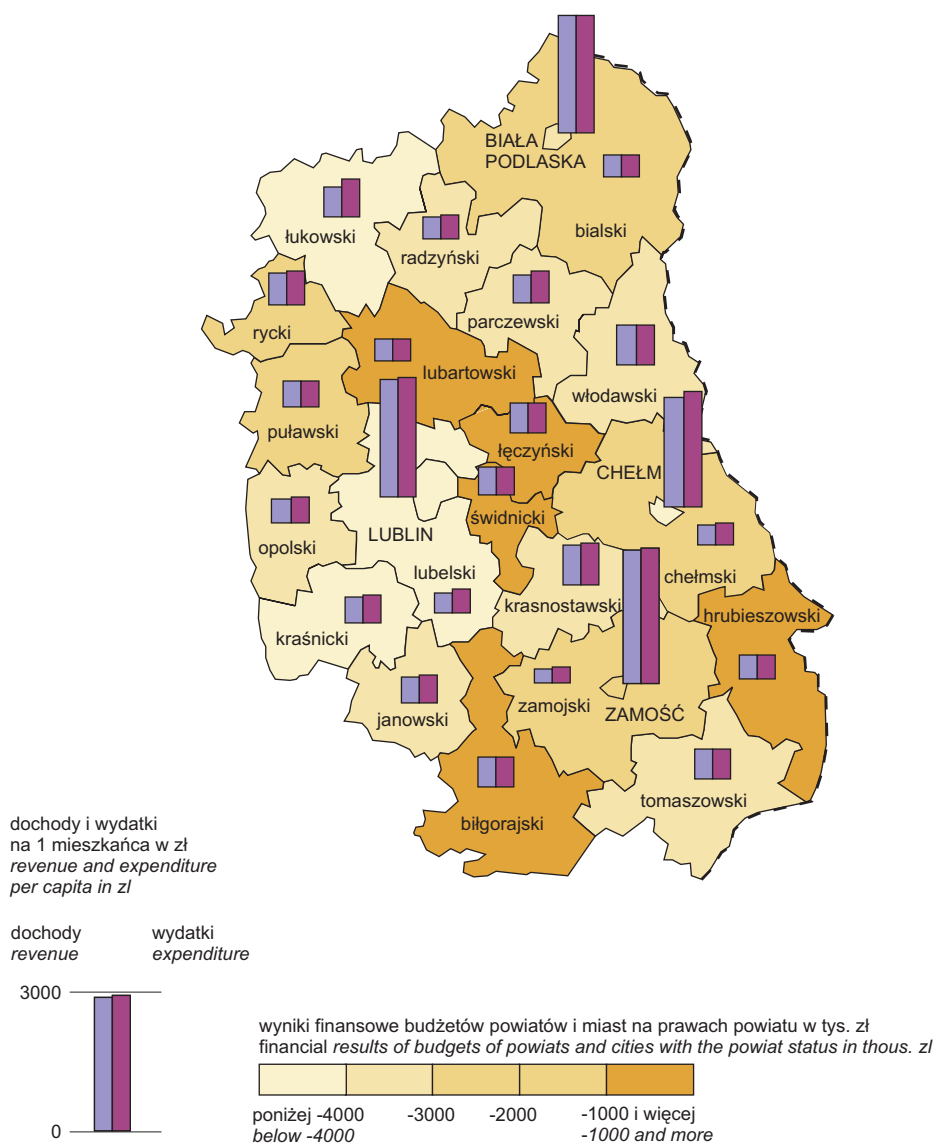 BIAŁA
PODLASKA
bialski
łukowski
radzyński
parczewski
rycki
lubartowski
włodawski
puławski
łęczyński
CHEŁM
świdnicki
opolski
LUBLIN
lubelski
krasnostawski
chełmski
hrubieszowski
kraśnicki
zamojski
ZAMOŚĆ
janowski
tomaszowski
biłgorajski
dochody i wydatki
na 1 mieszkańca w zł
revenue and expenditure
per capita in zl
dochody wydatki
revenue expenditure
3000
0
wyniki finansowe budżetów powiatów i miast na prawach powiatu w tys. zł
financial results of budgets of powiats and cities with the powiat status in thous. zl
poniżej -4000 -3000 -2000 -1000 i więcej
below -4000 -1000 and more